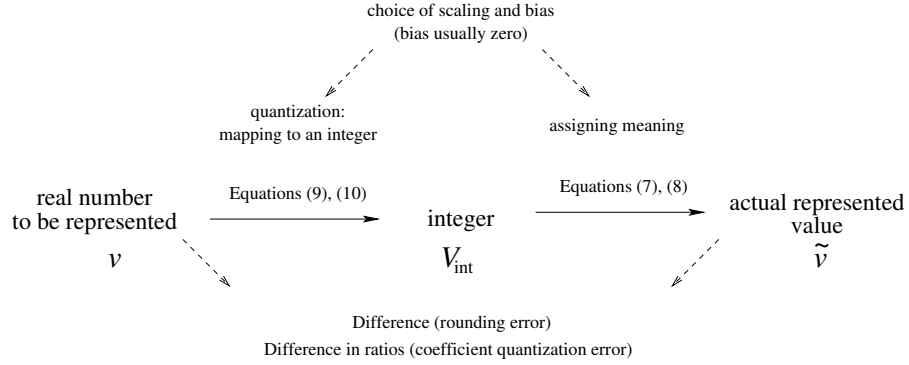 choice of scaling and bias
(bias usually zero)
quantization:
mapping to an integer
assigning meaning
Equations (9), (10)
Equations (7), (8)
real number
to be represented
v
integer
V_int
actual represented
value
ṽ
Difference (rounding error)
Difference in ratios (coefficient quantization error)